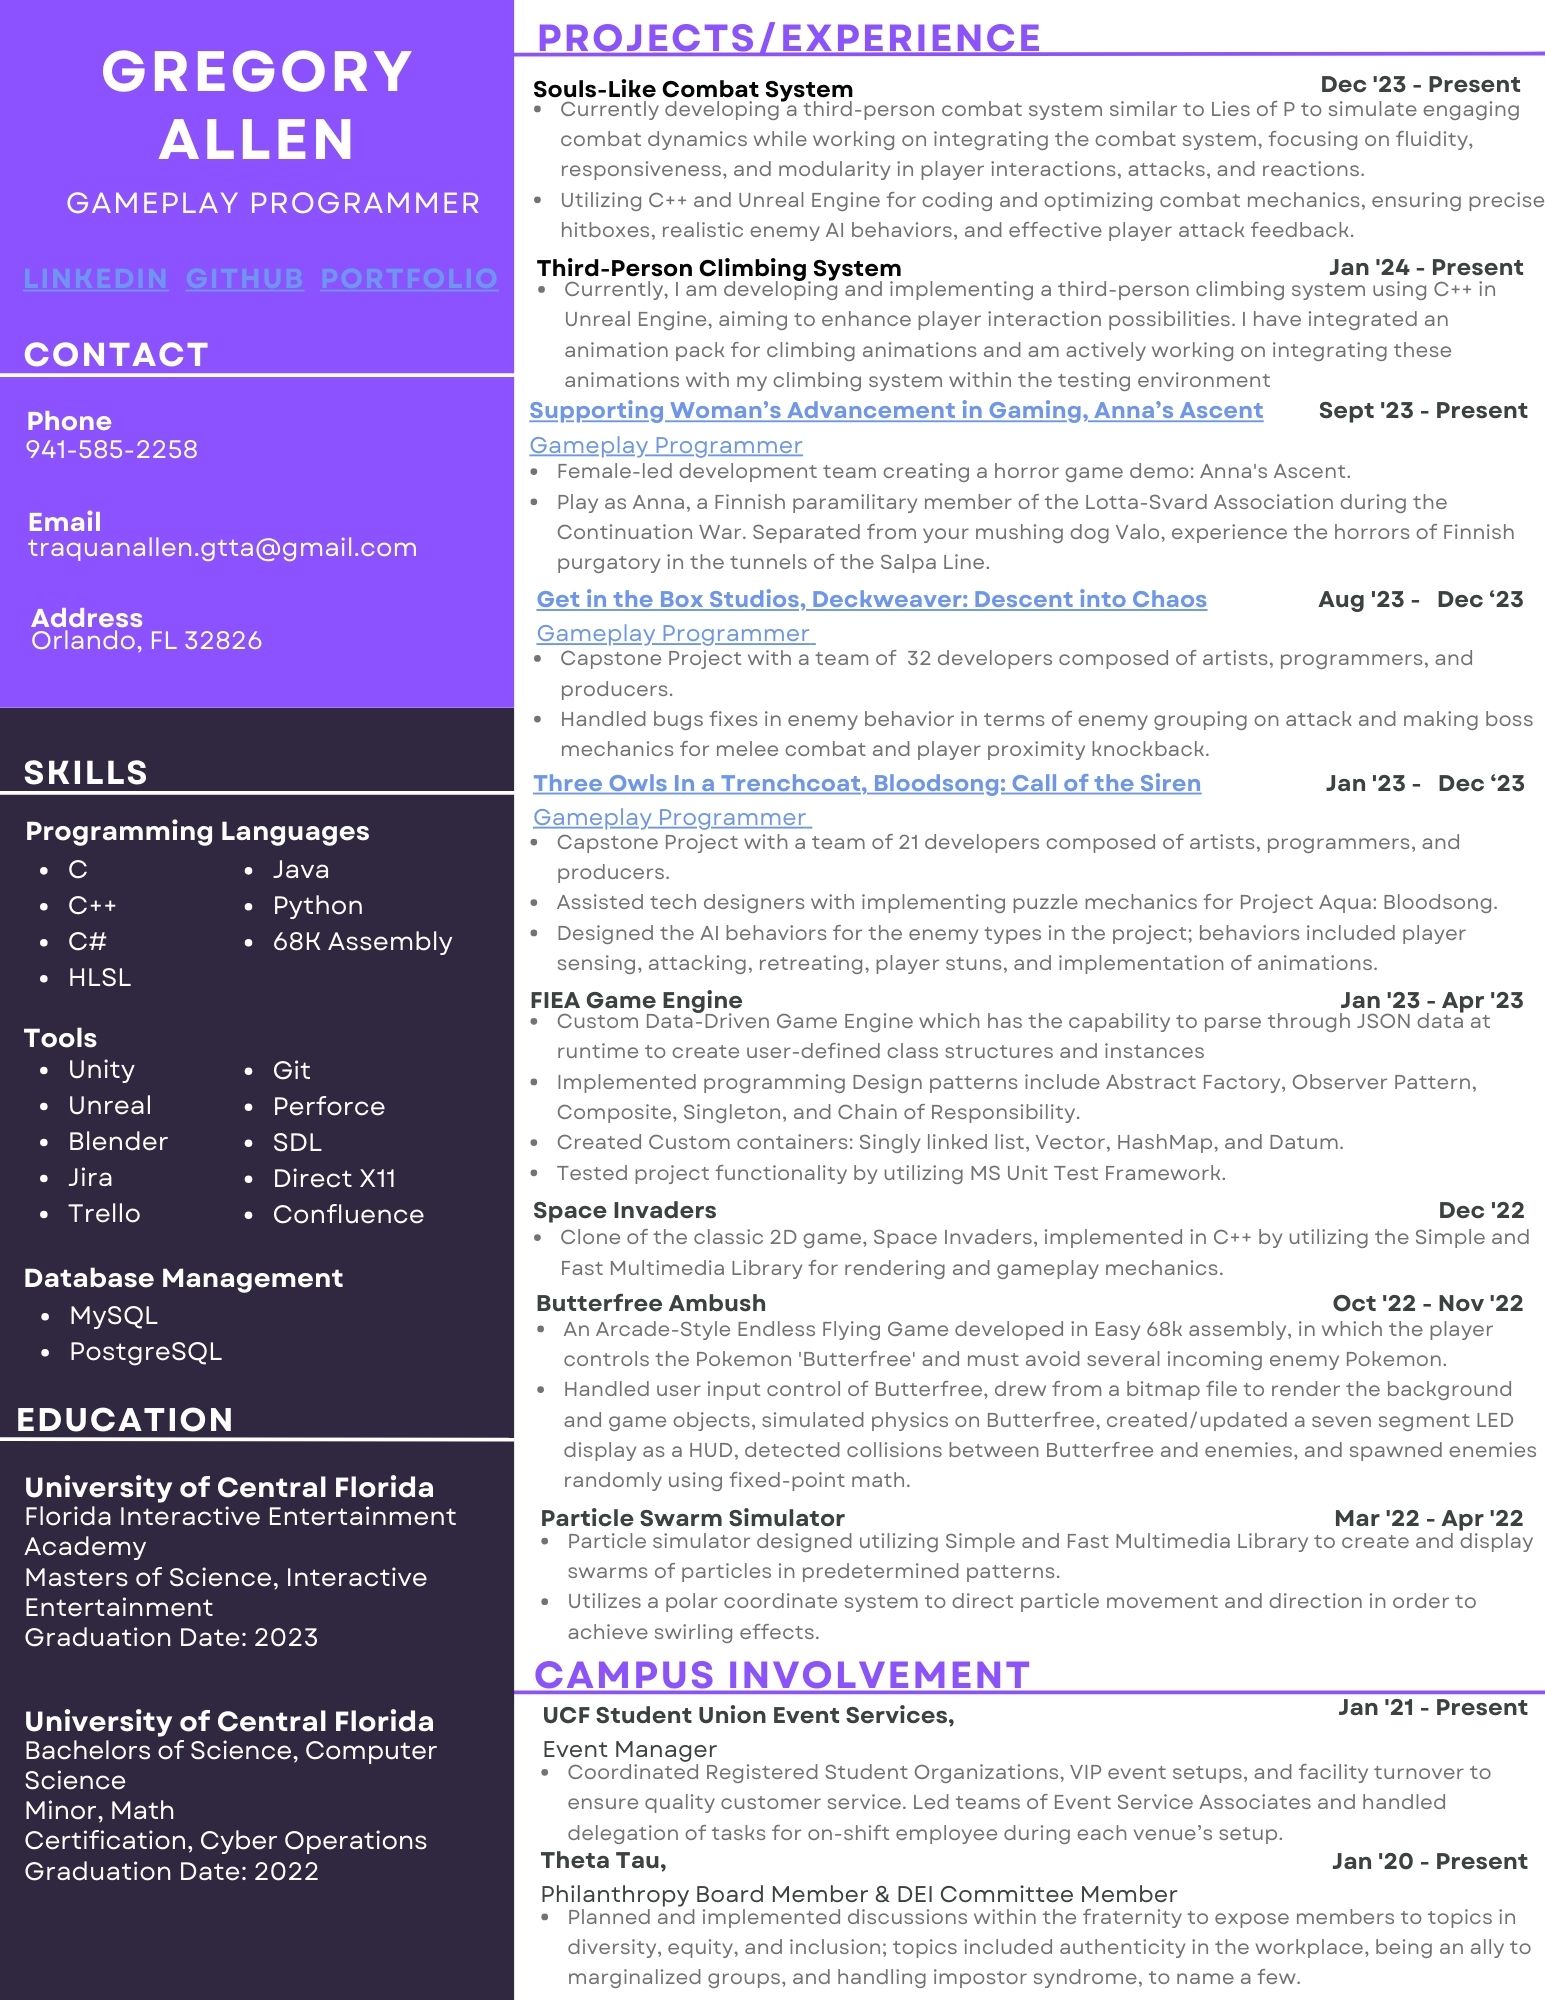 GREGORY
ALLEN
GAMEPLAY PROGRAMMER
LINKEDIN GITHUB PORTFOLIO
CONTACT
Phone
941-585-2258
Email
traquanallen.gtta@gmail.com
Address
Orlando, FL 32826
SKILLS
Programming Languages
• C
• C++
• C#
• HLSL
• Java
• Python
• 68K Assembly
Tools
• Unity
• Unreal
• Blender
• Jira
• Trello
• Git
• Perforce
• SDL
• Direct X11
• Confluence
Database Management
• MySQL
• PostgreSQL
EDUCATION
University of Central Florida
Florida Interactive Entertainment
Academy
Masters of Science, Interactive
Entertainment
Graduation Date: 2023
University of Central Florida
Bachelors of Science, Computer
Science
Minor, Math
Certification, Cyber Operations
Graduation Date: 2022
PROJECTS/EXPERIENCE
Souls-Like Combat System Dec '23 - Present
• Currently developing a third-person combat system similar to Lies of P to simulate engaging
combat dynamics while working on integrating the combat system, focusing on fluidity,
responsiveness, and modularity in player interactions, attacks, and reactions.
• Utilizing C++ and Unreal Engine for coding and optimizing combat mechanics, ensuring precise
hitboxes, realistic enemy AI behaviors, and effective player attack feedback.
Third-Person Climbing System Jan '24 - Present
• Currently, I am developing and implementing a third-person climbing system using C++ in
Unreal Engine, aiming to enhance player interaction possibilities. I have integrated an
animation pack for climbing animations and am actively working on integrating these
animations with my climbing system within the testing environment
Supporting Woman’s Advancement in Gaming, Anna’s Ascent Sept '23 - Present
Gameplay Programmer
• Female-led development team creating a horror game demo: Anna's Ascent.
• Play as Anna, a Finnish paramilitary member of the Lotta-Svard Association during the
Continuation War. Separated from your mushing dog Valo, experience the horrors of Finnish
purgatory in the tunnels of the Salpa Line.
Get in the Box Studios, Deckweaver: Descent into Chaos Aug '23 - Dec ‘23
Gameplay Programmer
• Capstone Project with a team of 32 developers composed of artists, programmers, and
producers.
• Handled bugs fixes in enemy behavior in terms of enemy grouping on attack and making boss
mechanics for melee combat and player proximity knockback.
Three Owls In a Trenchcoat, Bloodsong: Call of the Siren Jan '23 - Dec ‘23
Gameplay Programmer
• Capstone Project with a team of 21 developers composed of artists, programmers, and
producers.
• Assisted tech designers with implementing puzzle mechanics for Project Aqua: Bloodsong.
• Designed the AI behaviors for the enemy types in the project; behaviors included player
sensing, attacking, retreating, player stuns, and implementation of animations.
FIEA Game Engine Jan '23 - Apr '23
• Custom Data-Driven Game Engine which has the capability to parse through JSON data at
runtime to create user-defined class structures and instances
• Implemented programming Design patterns include Abstract Factory, Observer Pattern,
Composite, Singleton, and Chain of Responsibility.
• Created Custom containers: Singly linked list, Vector, HashMap, and Datum.
• Tested project functionality by utilizing MS Unit Test Framework.
Space Invaders Dec '22
• Clone of the classic 2D game, Space Invaders, implemented in C++ by utilizing the Simple and
Fast Multimedia Library for rendering and gameplay mechanics.
Butterfree Ambush Oct '22 - Nov '22
• An Arcade-Style Endless Flying Game developed in Easy 68k assembly, in which the player
controls the Pokemon 'Butterfree' and must avoid several incoming enemy Pokemon.
• Handled user input control of Butterfree, drew from a bitmap file to render the background
and game objects, simulated physics on Butterfree, created/updated a seven segment LED
display as a HUD, detected collisions between Butterfree and enemies, and spawned enemies
randomly using fixed-point math.
Particle Swarm Simulator Mar '22 - Apr '22
• Particle simulator designed utilizing Simple and Fast Multimedia Library to create and display
swarms of particles in predetermined patterns.
• Utilizes a polar coordinate system to direct particle movement and direction in order to
achieve swirling effects.
CAMPUS INVOLVEMENT
UCF Student Union Event Services, Jan '21 - Present
Event Manager
• Coordinated Registered Student Organizations, VIP event setups, and facility turnover to
ensure quality customer service. Led teams of Event Service Associates and handled
delegation of tasks for on-shift employee during each venue’s setup.
Theta Tau, Jan '20 - Present
Philanthropy Board Member & DEI Committee Member
• Planned and implemented discussions within the fraternity to expose members to topics in
diversity, equity, and inclusion; topics included authenticity in the workplace, being an ally to
marginalized groups, and handling impostor syndrome, to name a few.